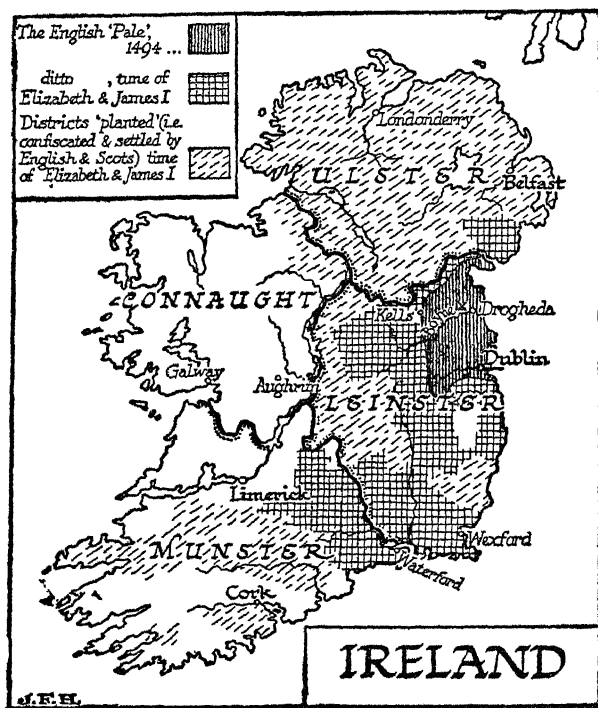 The English 'Pale',
1494 ...
ditto , time of
Elizabeth & James I
Districts 'planted' (i.e.
confiscated & settled by
English & Scots) time
of Elizabeth & James I
Londonderry
ULSTER
Belfast
CONNAUGHT
Kells
Drogheda
Dublin
Galway
Aughrim
LEINSTER
Limerick
Wexford
MUNSTER
Waterford
Cork
IRELAND
J.F.H.